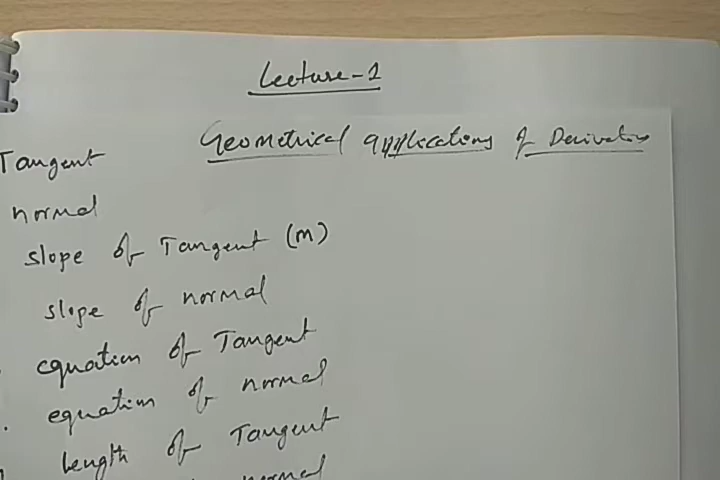 Lecture-1
Geometrical applications of Derivatives
Tangent
normal
slope of Tangent (m)
slope of normal
equation of Tangent
equation of normal
Length of Tangent
normal